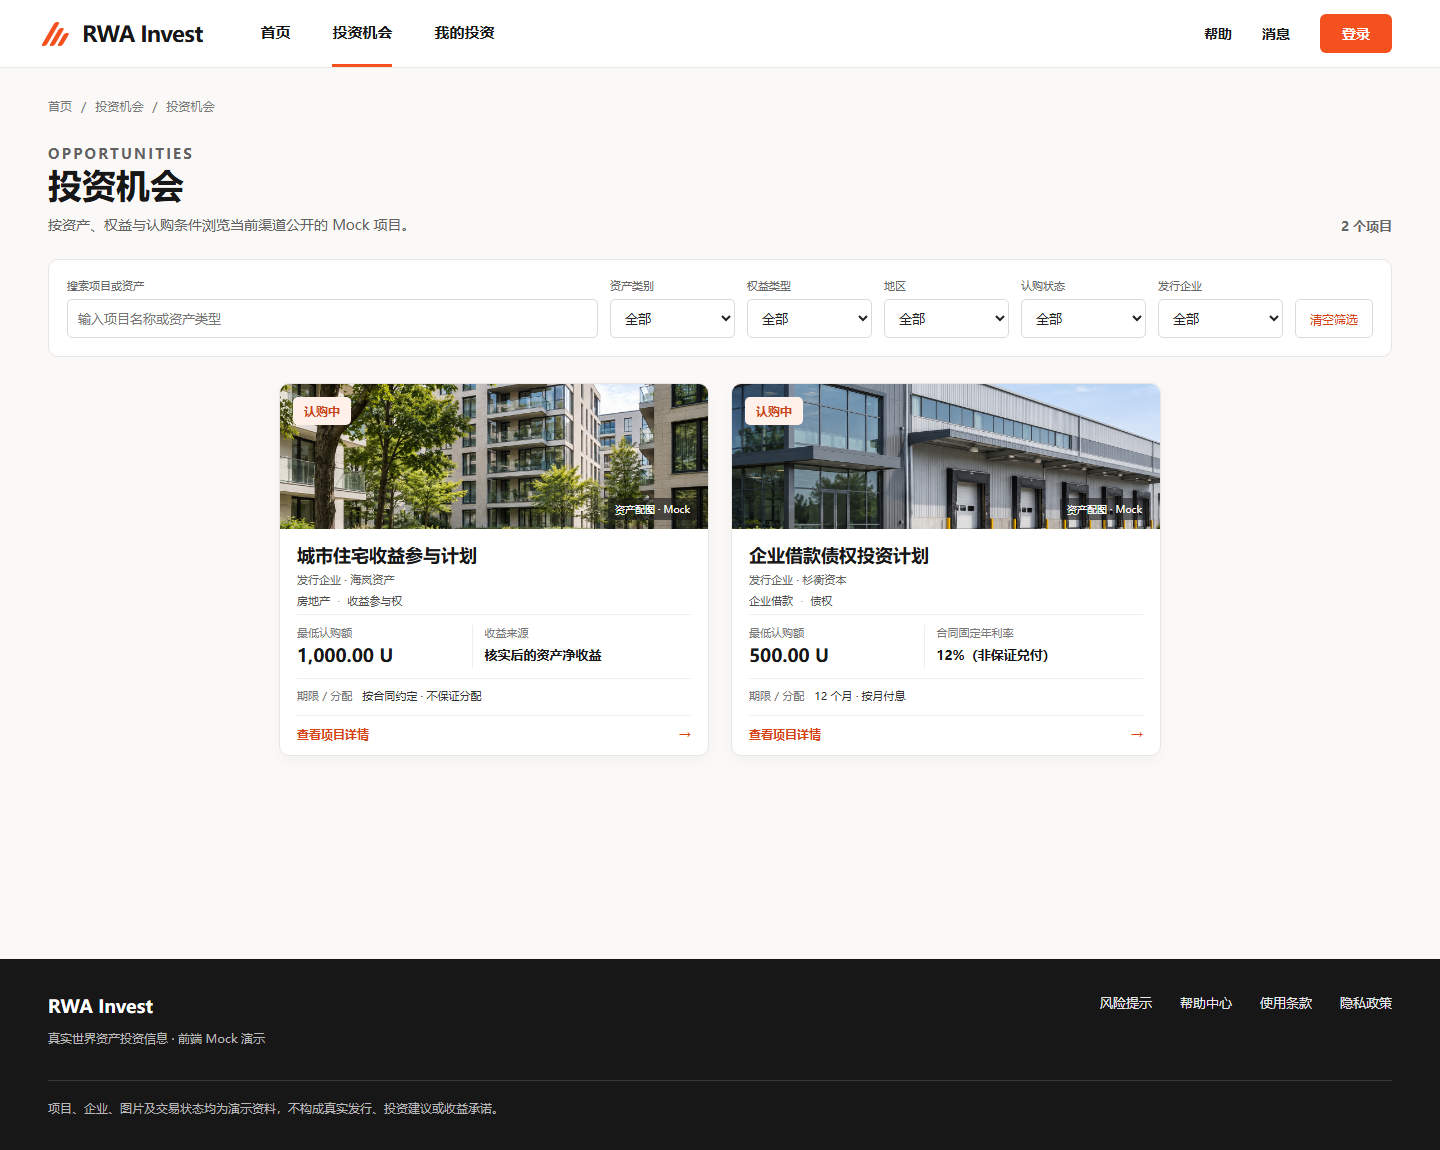 RWA Invest
首页
投资机会
我的投资
帮助
消息
登录
首页 / 投资机会 / 投资机会
OPPORTUNITIES
投资机会
按资产、权益与认购条件浏览当前渠道公开的 Mock 项目。
2 个项目
搜索项目或资产
资产类别
权益类型
地区
认购状态
发行企业
输入项目名称或资产类型
全部
全部
全部
全部
全部
清空筛选
认购中
资产配图 · Mock
城市住宅收益参与计划
发行企业 · 海岚资产
房地产 · 收益参与权
最低认购额
收益来源
1,000.00 U
核实后的资产净收益
期限 / 分配 按合同约定 · 不保证分配
查看项目详情 →
认购中
资产配图 · Mock
企业借款债权投资计划
发行企业 · 杉衡资本
企业借款 · 债权
最低认购额
合同固定年利率
500.00 U
12%（非保证兑付）
期限 / 分配 12 个月 · 按月付息
查看项目详情 →
RWA Invest
真实世界资产投资信息 · 前端 Mock 演示
风险提示
帮助中心
使用条款
隐私政策
项目、企业、图片及交易状态均为演示资料，不构成真实发行、投资建议或收益承诺。